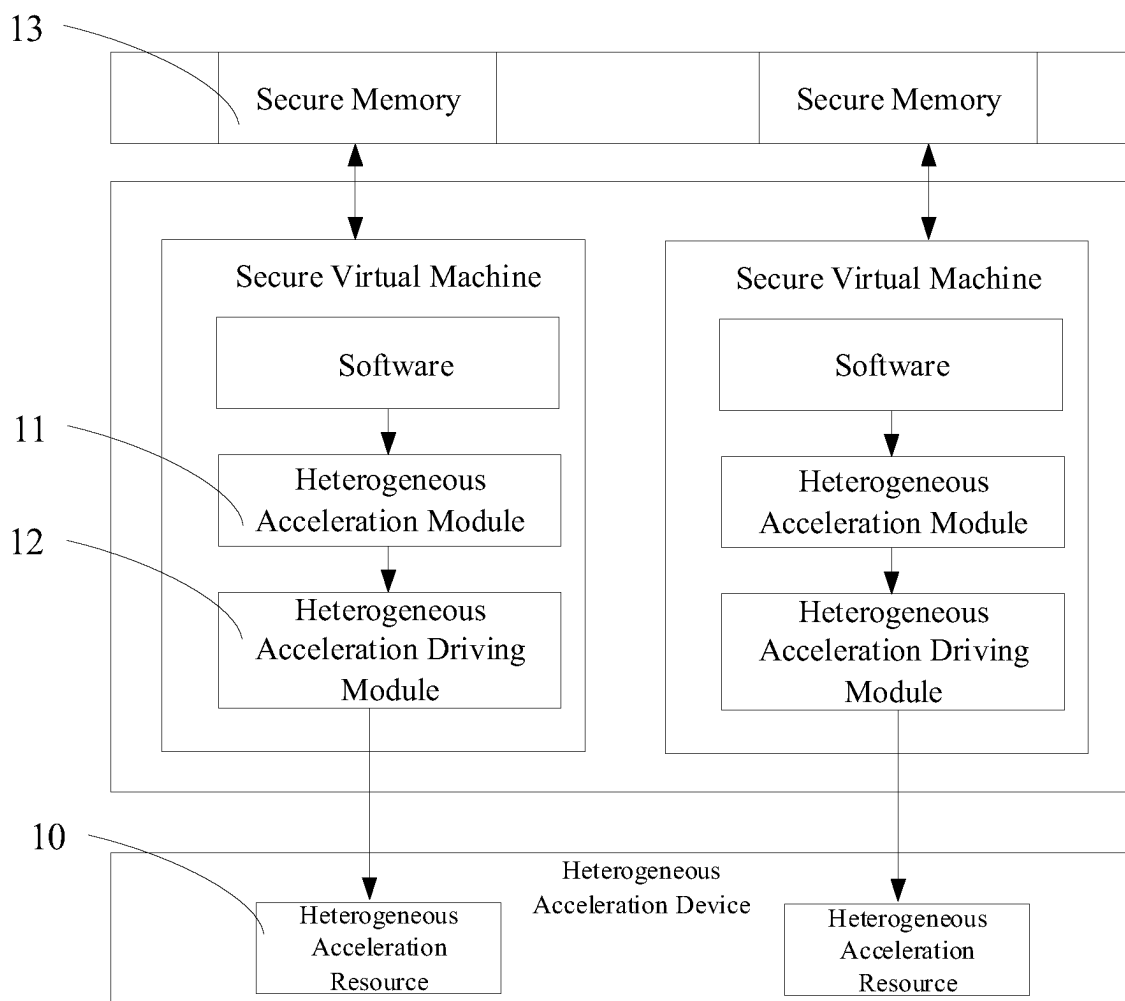 13
Secure Memory
Secure Memory
Secure Virtual Machine
Secure Virtual Machine
Software
Software
11
Heterogeneous
Acceleration Module
Heterogeneous
Acceleration Module
12
Heterogeneous
Acceleration Driving
Module
Heterogeneous
Acceleration Driving
Module
10
Heterogeneous
Acceleration Device
Heterogeneous
Acceleration
Resource
Heterogeneous
Acceleration
Resource